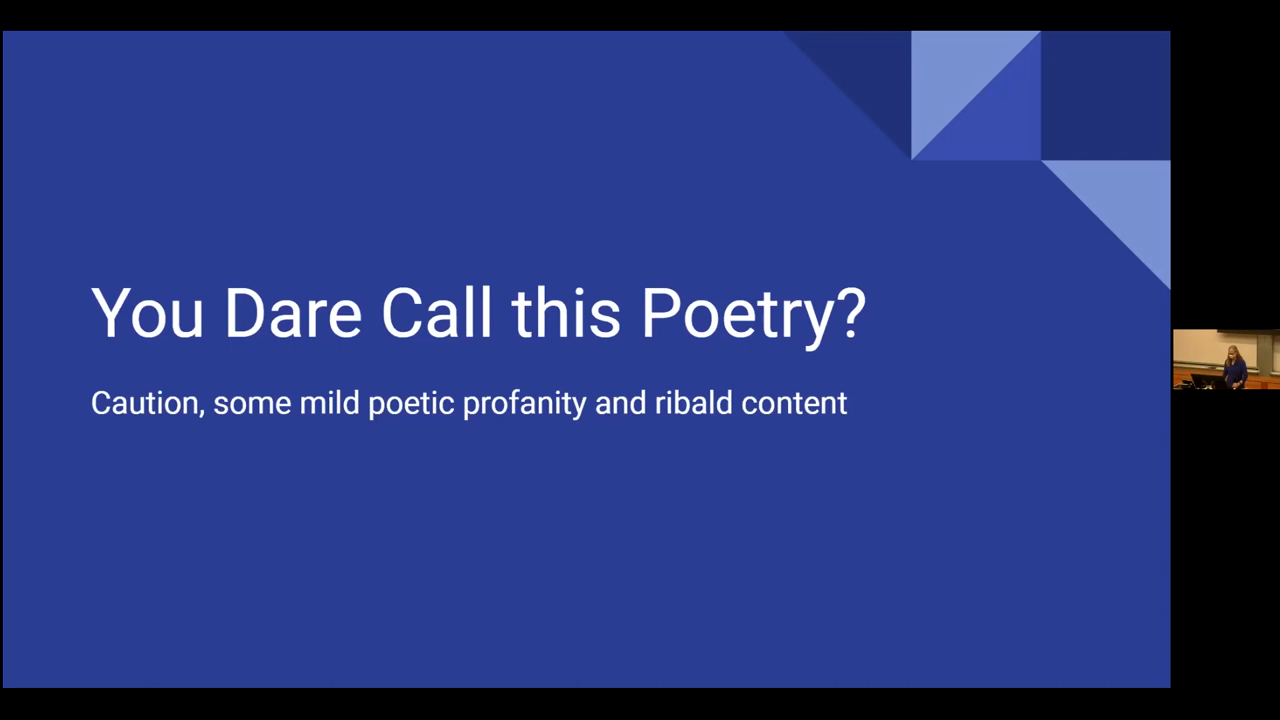 You Dare Call this Poetry?
Caution, some mild poetic profanity and ribald content